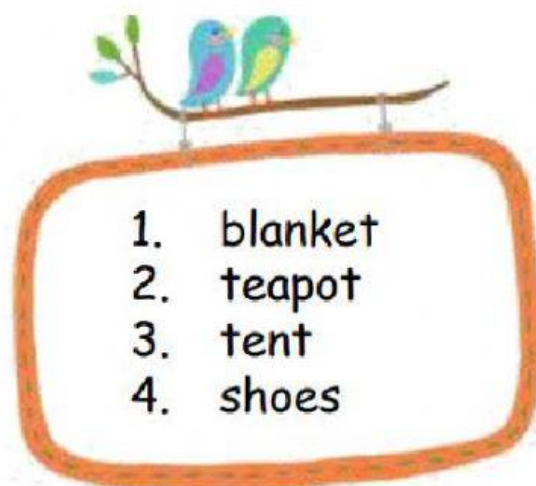 1. blanket
2. teapot
3. tent
4. shoes